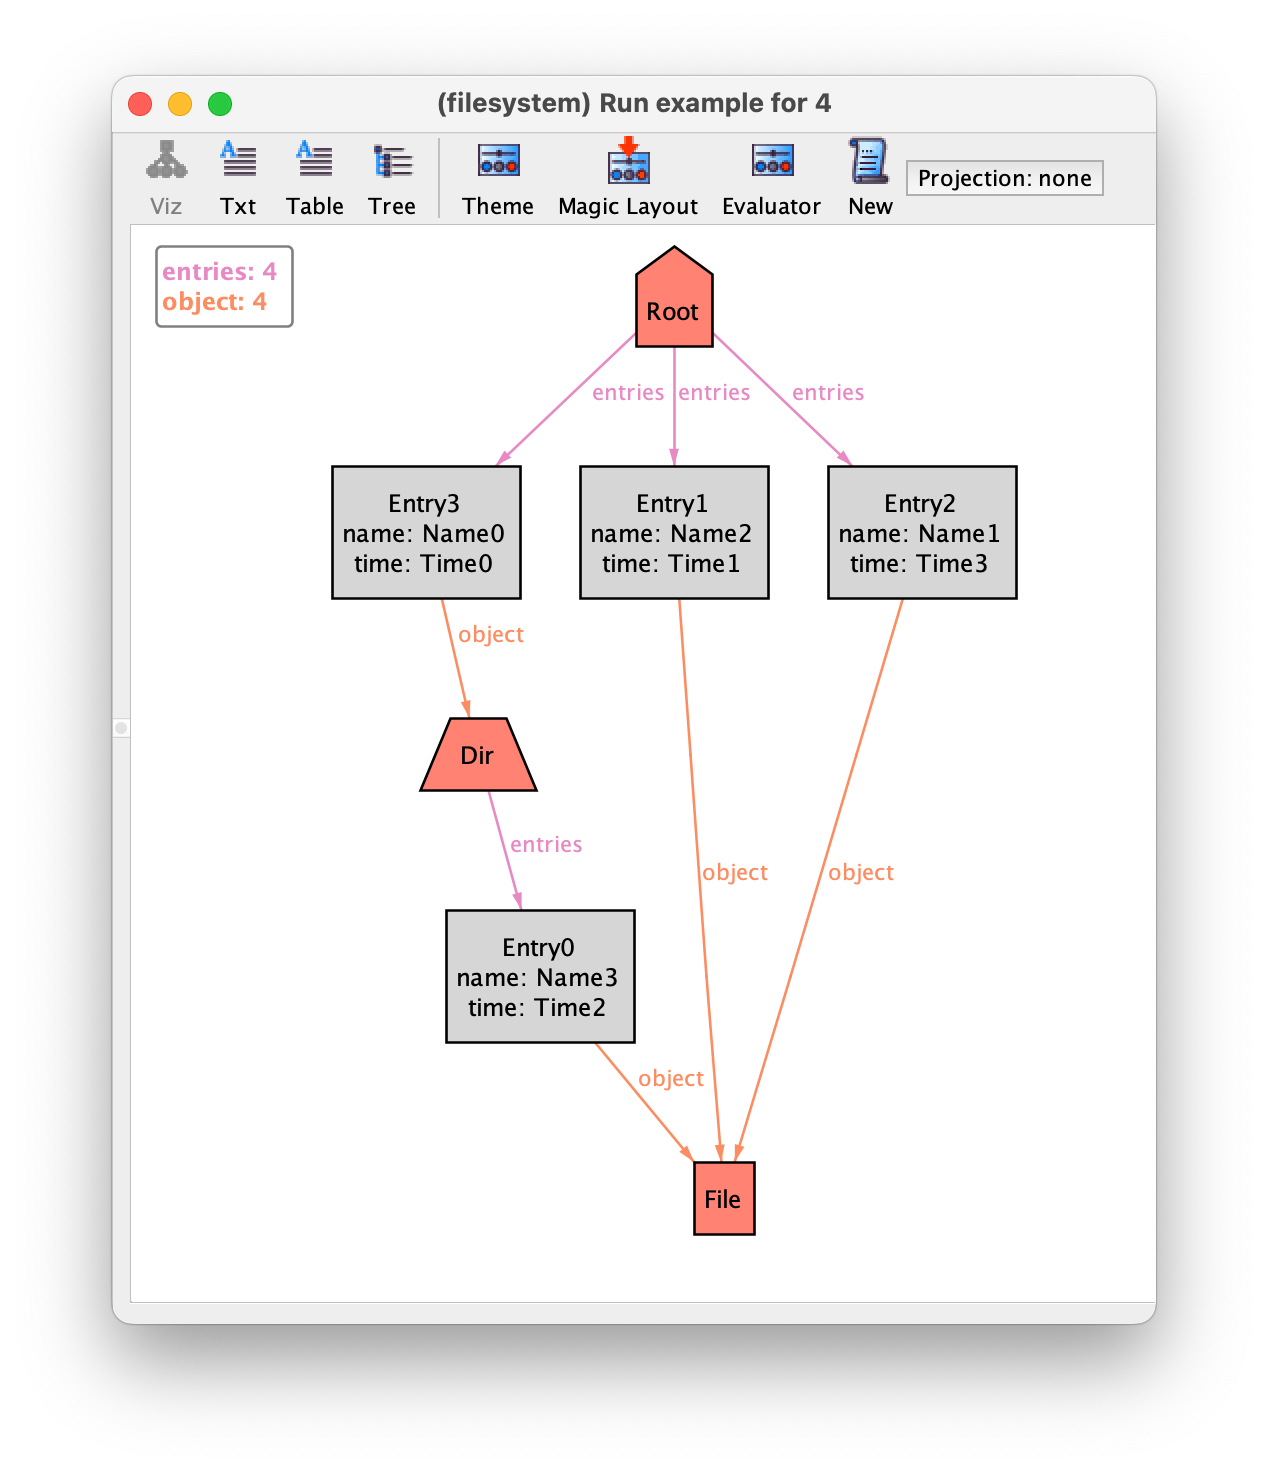 (filesystem) Run example for 4
Viz Txt Table Tree Theme Magic Layout Evaluator New Projection: none
entries: 4
object: 4
Root
entries entries entries
Entry3
name: Name0
time: Time0
Entry1
name: Name2
time: Time1
Entry2
name: Name1
time: Time3
object
Dir
entries
object object
Entry0
name: Name3
time: Time2
object
File